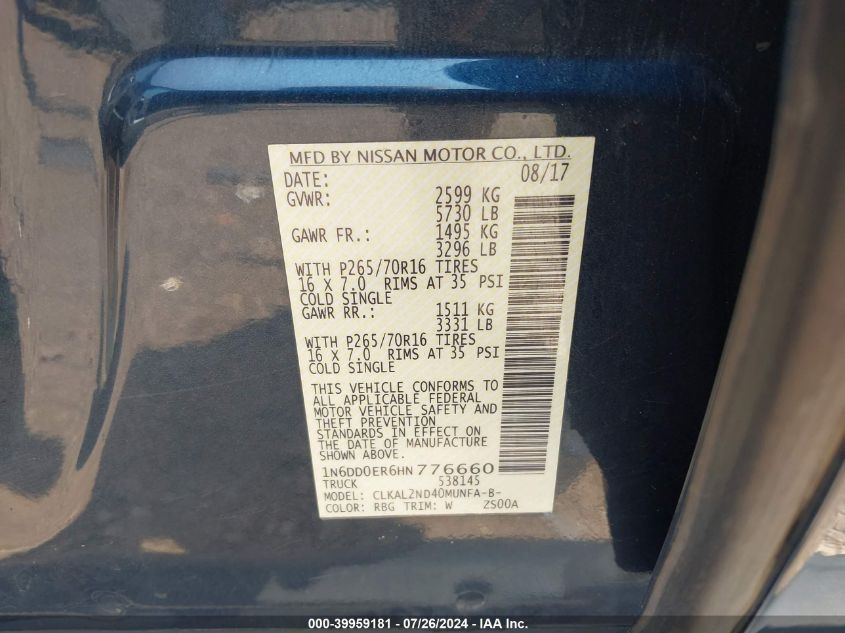 MFD BY NISSAN MOTOR CO., LTD.
DATE: 08/17
GVWR: 2599 KG
5730 LB
GAWR FR.: 1495 KG
3296 LB
WITH P265/70R16 TIRES
16 X 7.0 RIMS AT 35 PSI
COLD SINGLE
GAWR RR.: 1511 KG
3331 LB
WITH P265/70R16 TIRES
16 X 7.0 RIMS AT 35 PSI
COLD SINGLE
THIS VEHICLE CONFORMS TO
ALL APPLICABLE FEDERAL
MOTOR VEHICLE SAFETY AND
THEFT PREVENTION
STANDARDS IN EFFECT ON
THE DATE OF MANUFACTURE
SHOWN ABOVE.
1N6DD0ER6HN776660
TRUCK 538145
MODEL: CLKALZND40MUNFA-B-
COLOR: RBG TRIM: W ZS00A
000-39959181 - 07/26/2024 - IAA Inc.